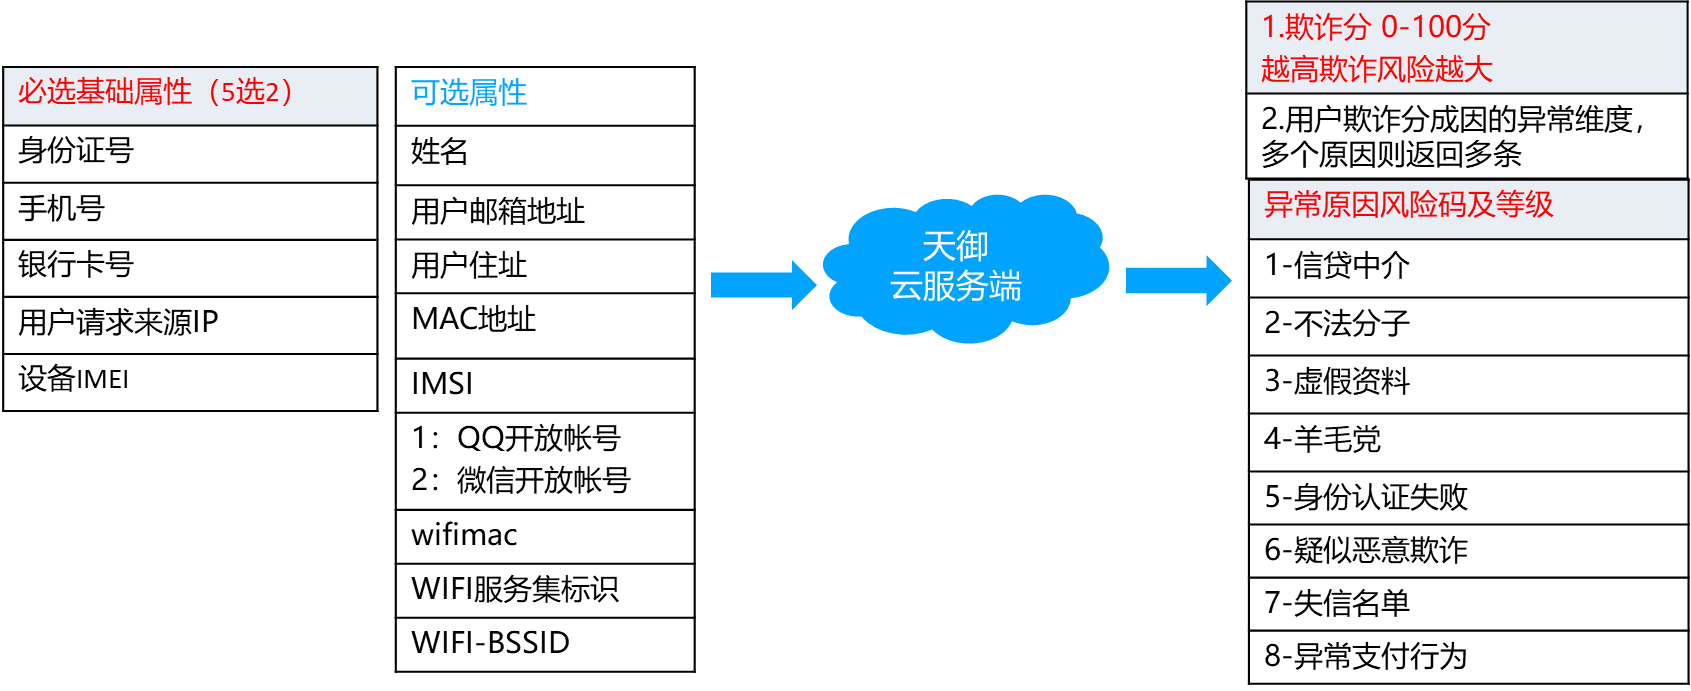 必选基础属性（5选2）
身份证号
手机号
银行卡号
用户请求来源IP
设备IMEI
可选属性
姓名
用户邮箱地址
用户住址
MAC地址
IMSI
1：QQ开放帐号
2：微信开放帐号
wifimac
WIFI服务集标识
WIFI-BSSID
天御
云服务端
1.欺诈分 0-100分
越高欺诈风险越大
2.用户欺诈分成因的异常维度，
多个原因则返回多条
异常原因风险码及等级
1-信贷中介
2-不法分子
3-虚假资料
4-羊毛党
5-身份认证失败
6-疑似恶意欺诈
7-失信名单
8-异常支付行为